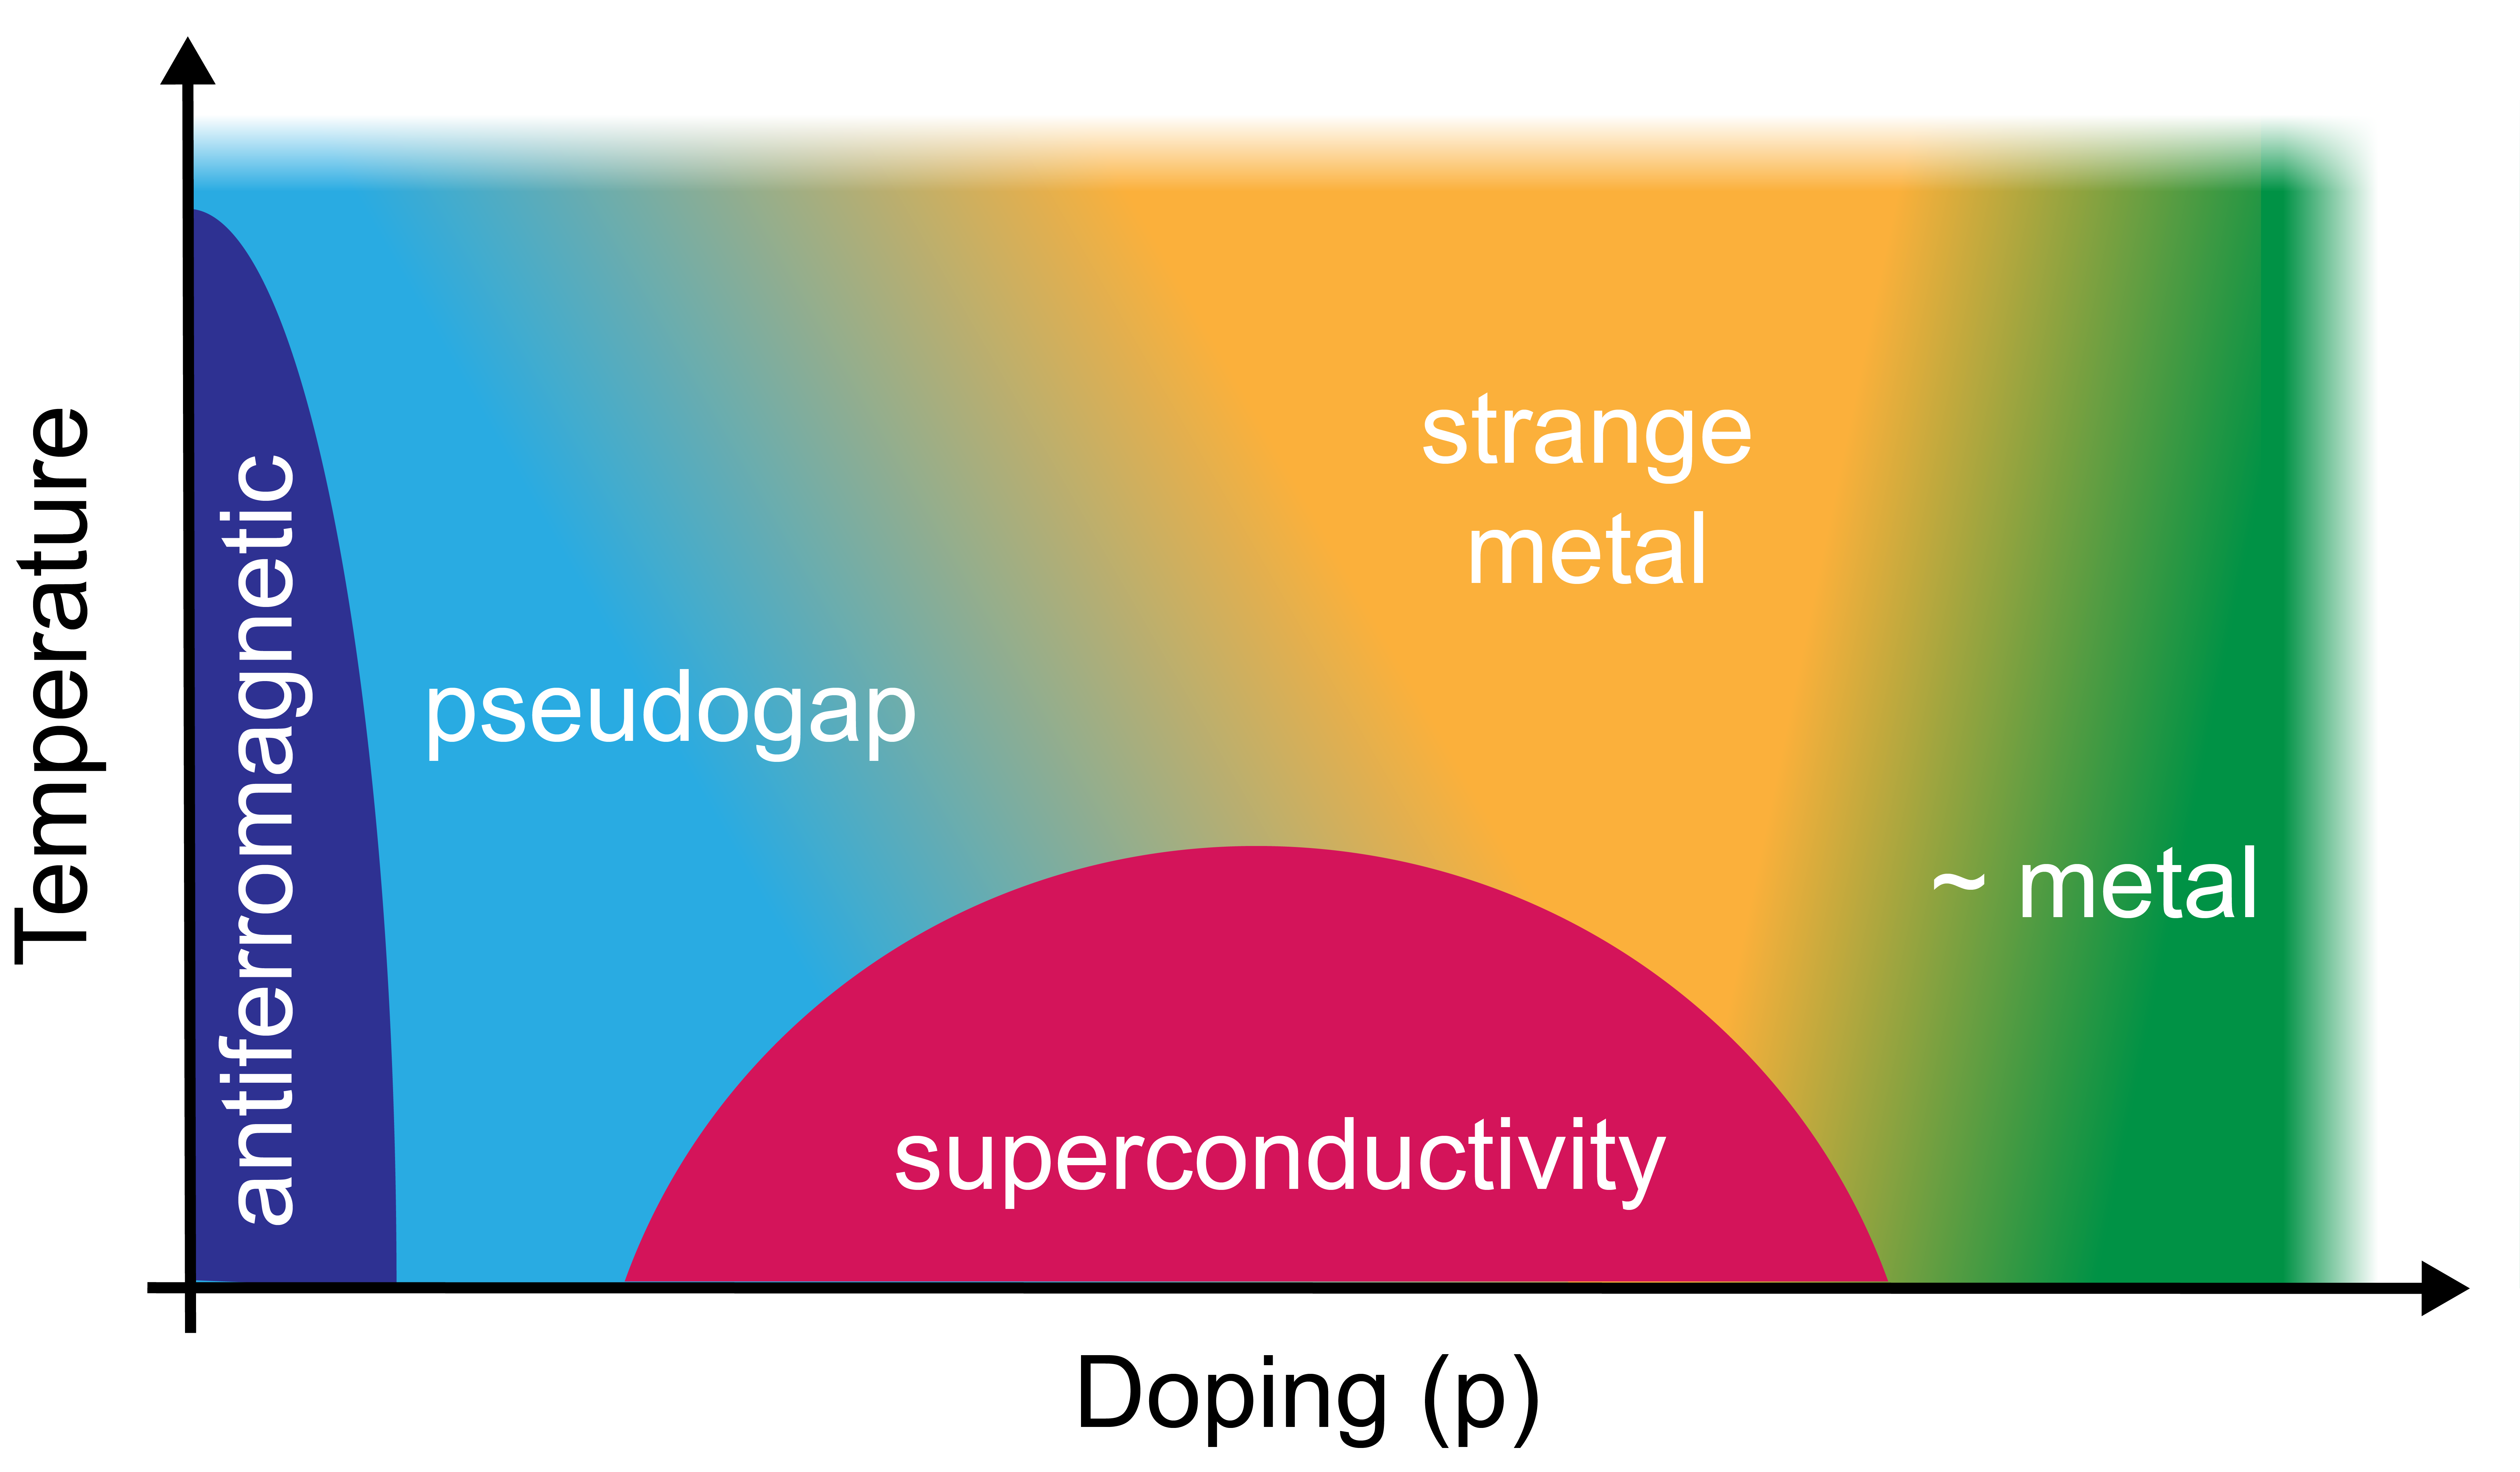 Temperature
antiferromagnetic
pseudogap
strange
metal
~ metal
superconductivity
Doping (p)